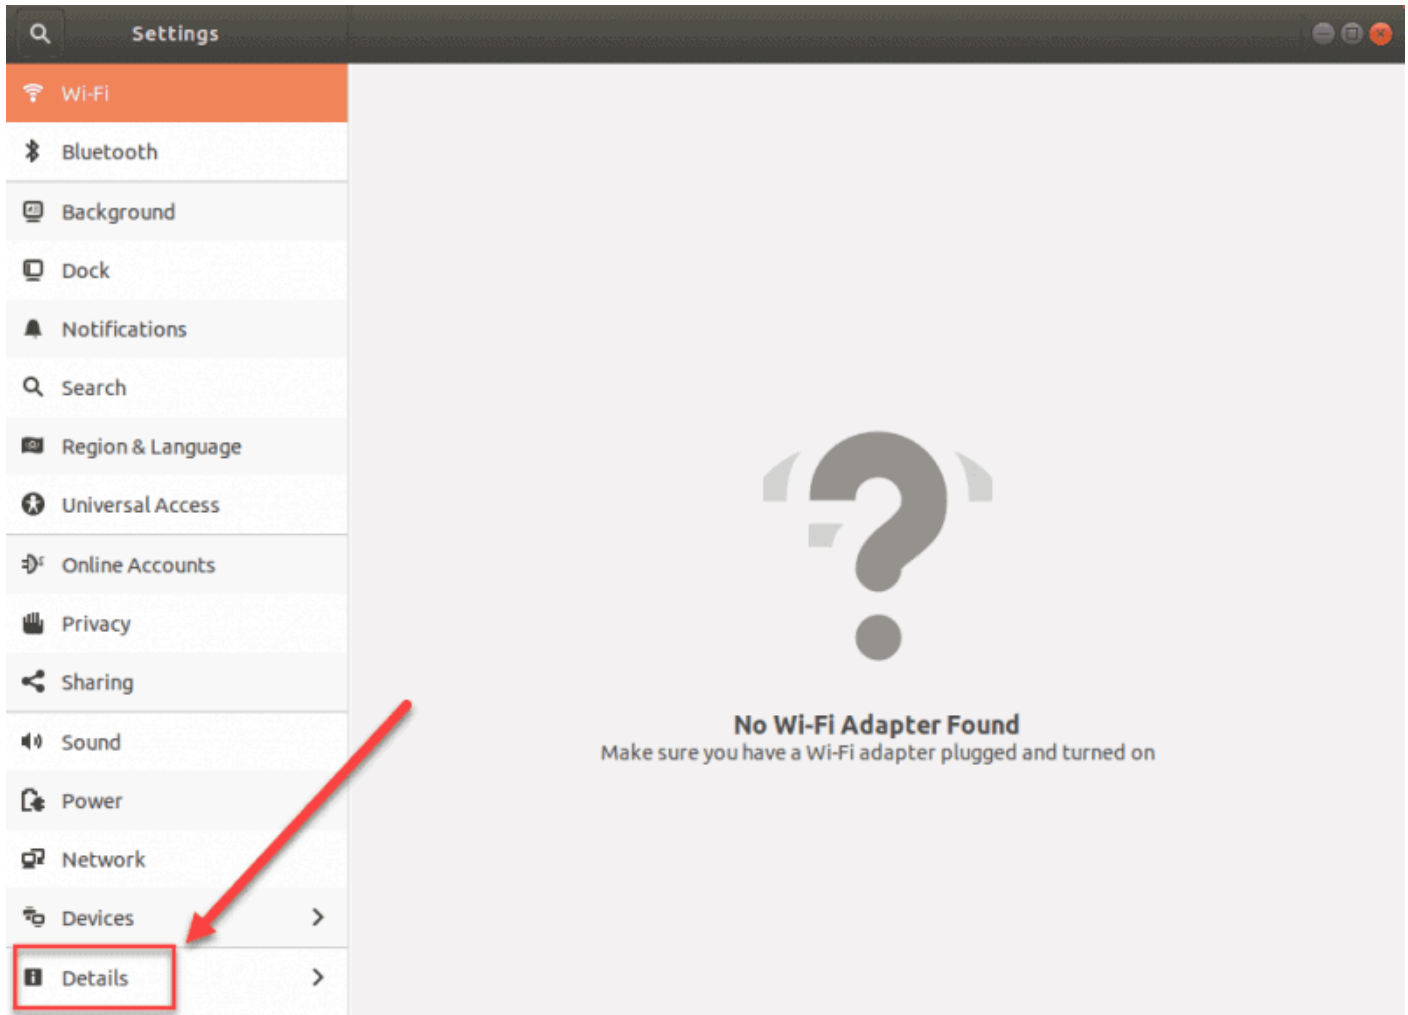 Settings
Wi-Fi
Bluetooth
Background
Dock
Notifications
Search
Region & Language
Universal Access
Online Accounts
Privacy
Sharing
Sound
Power
Network
Devices
Details
No Wi-Fi Adapter Found
Make sure you have a Wi-Fi adapter plugged and turned on